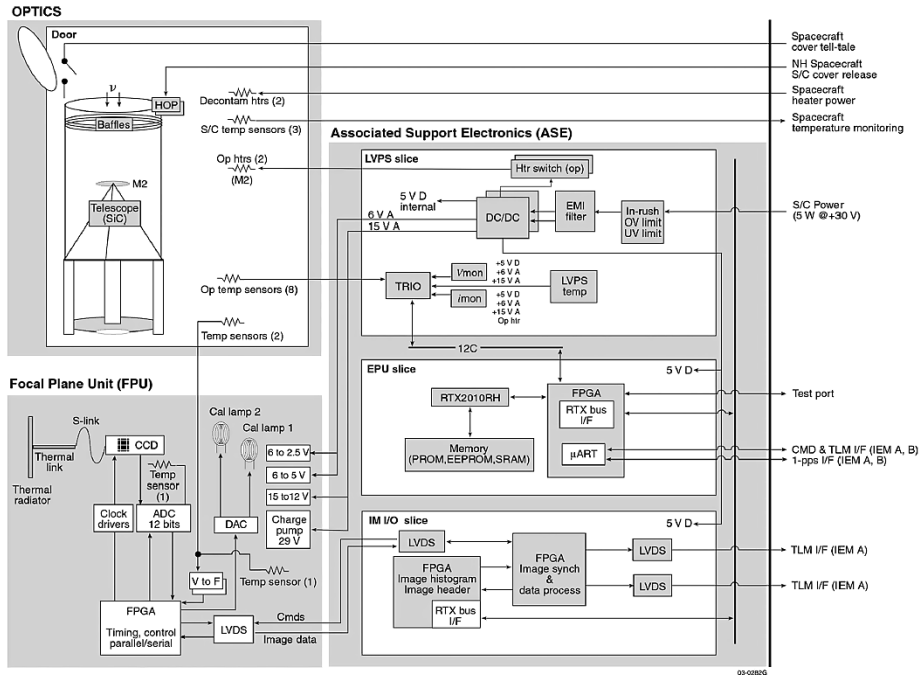 OPTICS
Door
ν
HOP
Baffles
M2
Telescope
(SiC)
Decontam htrs (2)
S/C temp sensors (3)
Op htrs (2)
(M2)
Op temp sensors (8)
Temp sensors (2)
Spacecraft
cover tell-tale
NH Spacecraft
S/C cover release
Spacecraft
heater power
Spacecraft
temperature monitoring
Associated Support Electronics (ASE)
LVPS slice
Htr switch (op)
5 V D
internal
6 V A
15 V A
DC/DC
EMI
filter
In-rush
OV limit
UV limit
S/C Power
(5 W @+30 V)
TRIO
Vmon
+5 V D
+6 V A
+15 V A
imon
+5 V D
+6 V A
+15 V A
Op htr
LVPS
temp
12C
EPU slice
5 V D
RTX2010RH
Memory
(PROM,EEPROM,SRAM)
FPGA
RTX bus
I/F
µART
Test port
CMD & TLM I/F (IEM A, B)
1-pps I/F (IEM A, B)
IM I/O slice
5 V D
LVDS
FPGA
Image histogram
Image header
RTX bus
I/F
FPGA
Image synch
&
data process
LVDS
LVDS
TLM I/F (IEM A)
TLM I/F (IEM A)
Focal Plane Unit (FPU)
S-link
Thermal
link
Thermal
radiator
CCD
Temp
sensor
(1)
Clock
drivers
ADC
12 bits
Cal lamp 2
Cal lamp 1
6 to 2.5 V
6 to 5 V
15 to12 V
Charge
pump
29 V
DAC
V to F
Temp sensor (1)
FPGA
Timing, control
parallel/serial
LVDS
Cmds
Image data
03-0282G